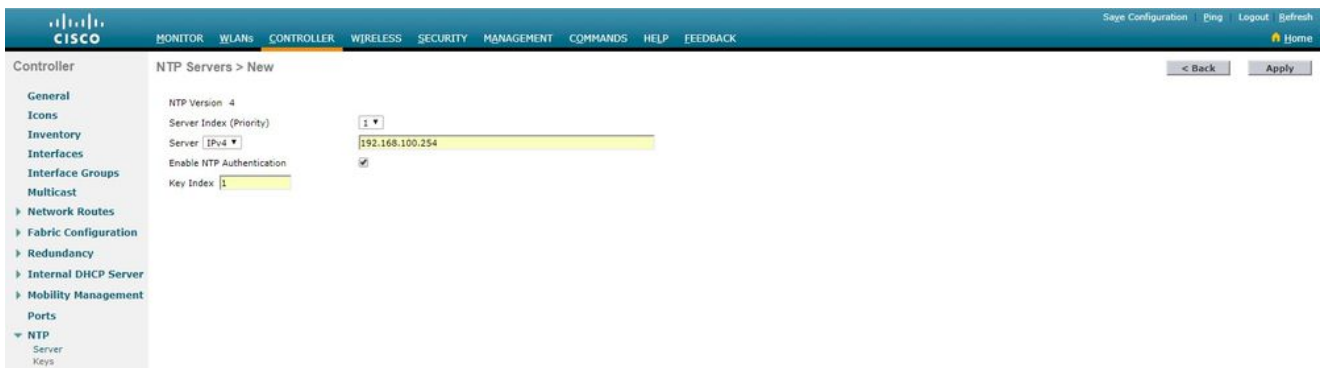 Save Configuration Ping Logout Refresh
CISCO MONITOR WLANs CONTROLLER WIRELESS SECURITY MANAGEMENT COMMANDS HELP FEEDBACK Home
Controller
NTP Servers > New
< Back Apply
General
Icons
Inventory
Interfaces
Interface Groups
Multicast
Network Routes
Fabric Configuration
Redundancy
Internal DHCP Server
Mobility Management
Ports
NTP
Server
Keys
NTP Version 4
Server Index (Priority) 1
Server IPv4 192.168.100.254
Enable NTP Authentication
Key Index 1